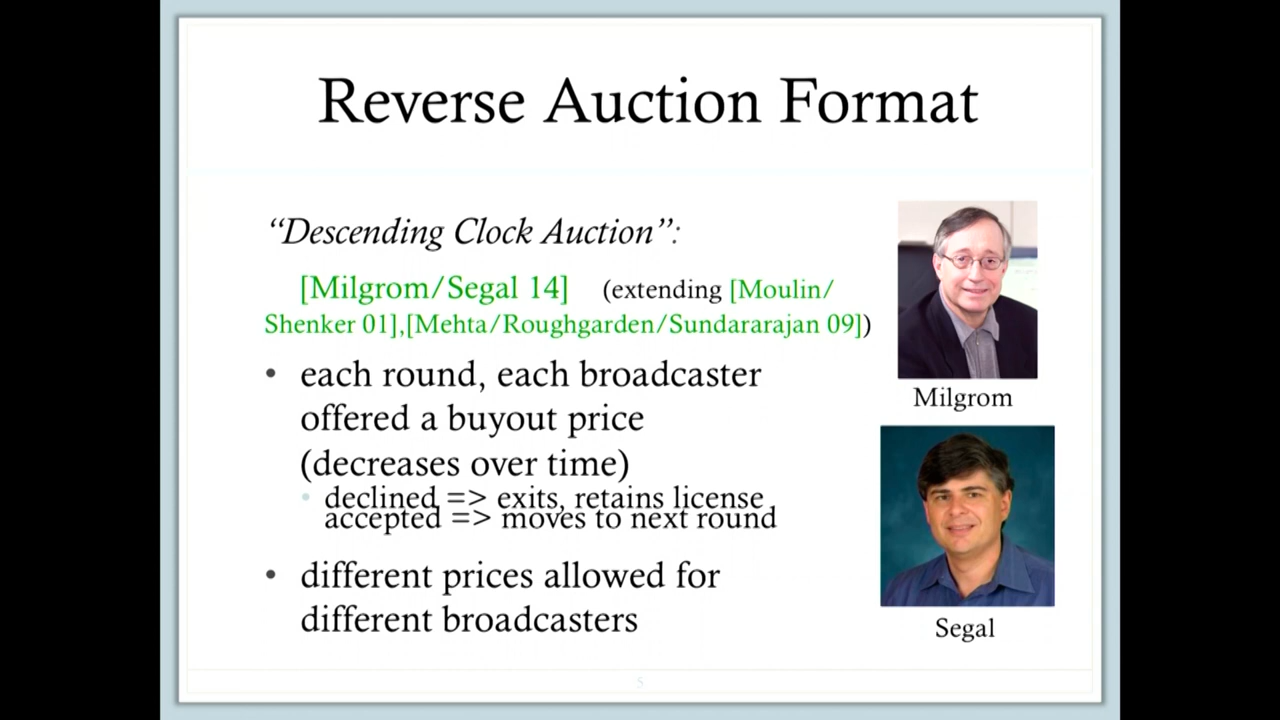 Reverse Auction Format
“Descending Clock Auction”:
[Milgrom/Segal 14] (extending [Moulin/
Shenker 01],[Mehta/Roughgarden/Sundararajan 09])
• each round, each broadcaster
offered a buyout price
(decreases over time)
• declined => exits, retains license
accepted => moves to next round
• different prices allowed for
different broadcasters
Milgrom
Segal
5